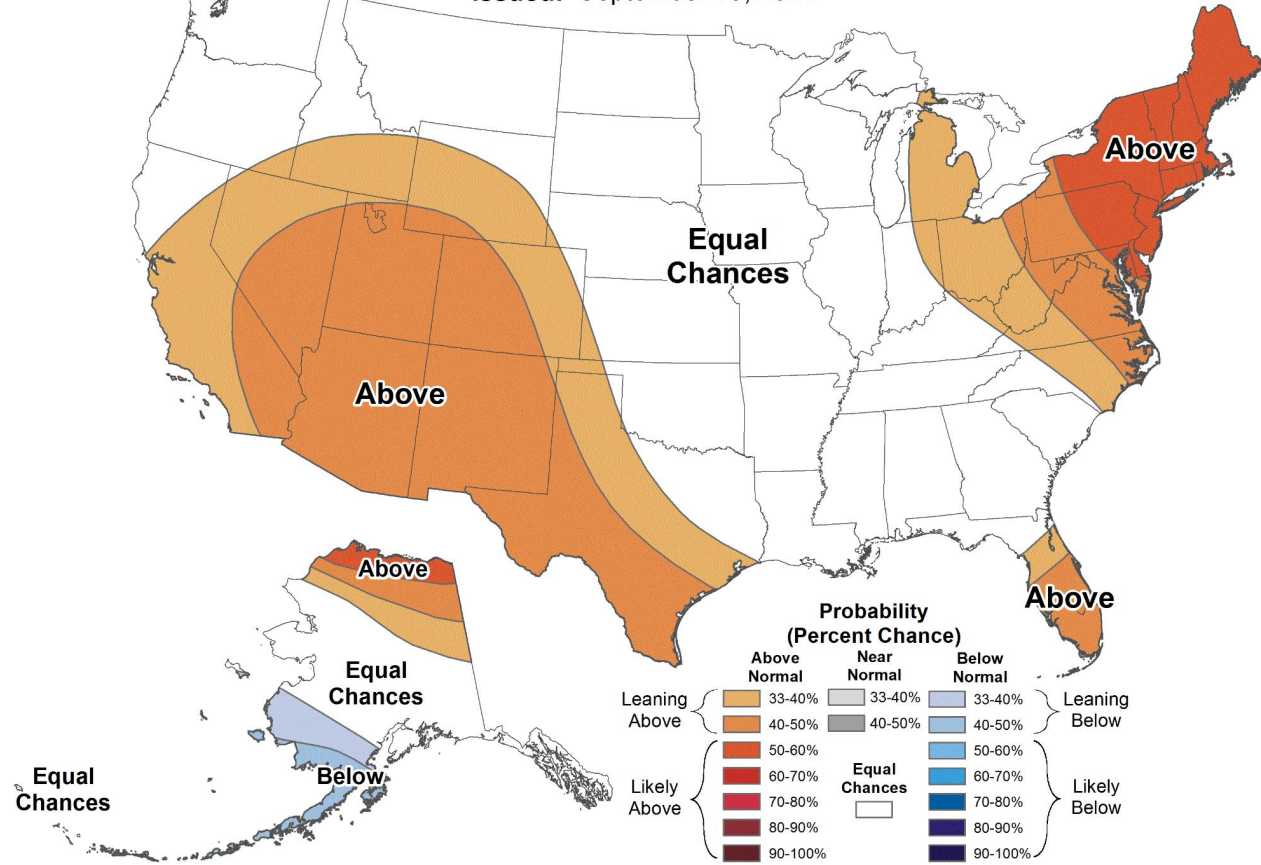 Above
Equal
Chances
Above
Above
Above
Equal
Chances
Below
Equal
Chances
Probability
(Percent Chance)
Above
Normal
Near
Normal
Below
Normal
Leaning
Above
33-40%
33-40%
33-40%
Leaning
Below
40-50%
40-50%
40-50%
Likely
Above
50-60%
50-60%
60-70%
Equal
Chances
60-70%
70-80%
70-80%
Likely
Below
80-90%
80-90%
90-100%
90-100%